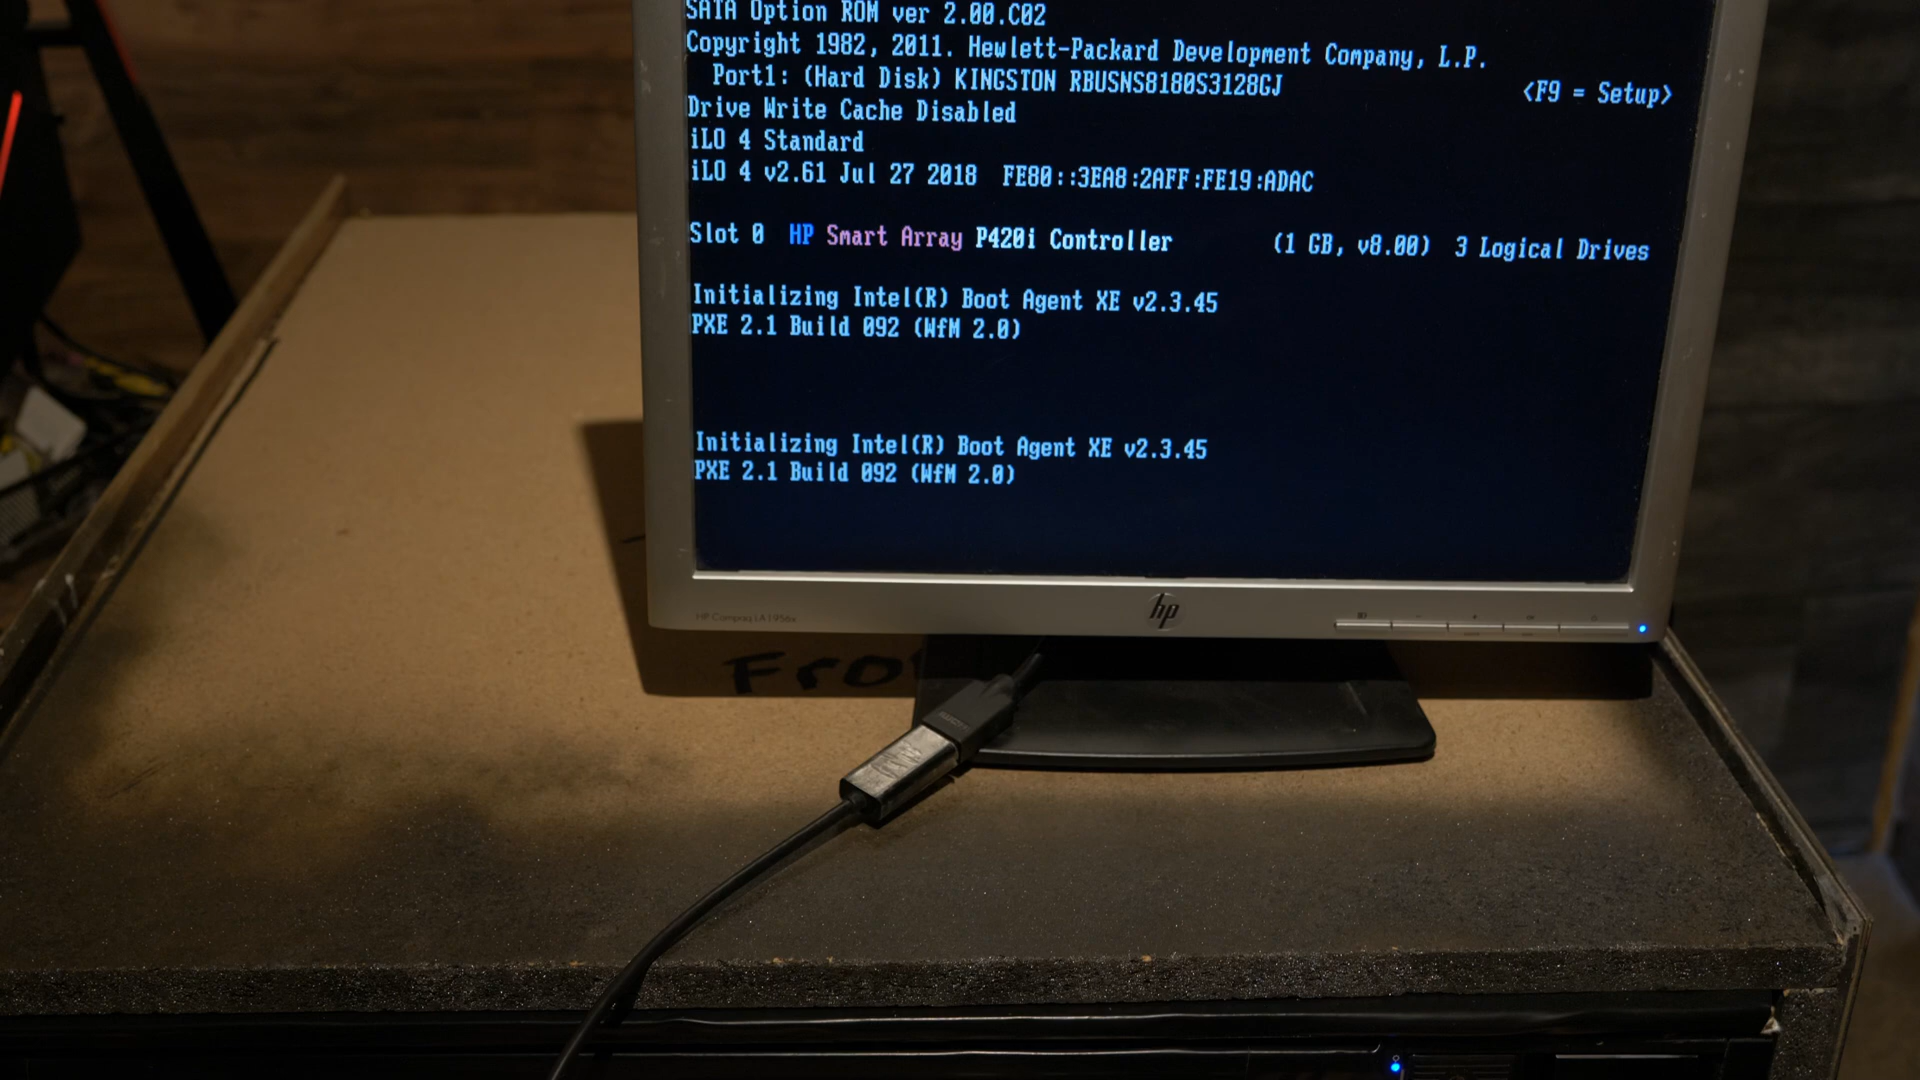 SATA Option ROM ver 2.00.C02
Copyright 1982, 2011. Hewlett-Packard Development Company, L.P.
Port1: (Hard Disk) KINGSTON RBUSNS8180S3128GJ
<F9 = Setup>
Drive Write Cache Disabled
iLO 4 Standard
iLO 4 v2.61 Jul 27 2018 FE80::3EA8:2AFF:FE19:ADAC
Slot 0 HP Smart Array P420i Controller (1 GB, v8.00) 3 Logical Drives
Initializing Intel(R) Boot Agent XE v2.3.45
PXE 2.1 Build 092 (WfM 2.0)
Initializing Intel(R) Boot Agent XE v2.3.45
PXE 2.1 Build 092 (WfM 2.0)
hp
HP Compaq LA1956x
Fro